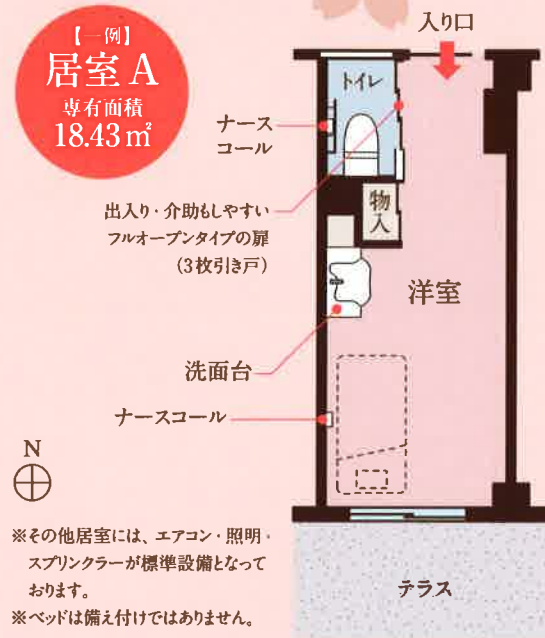 【一例】
居室 A
専有面積
18.43㎡
入り口
トイレ
ナース
コール
出入り・介助もしやすい
フルオープンタイプの扉
(3枚引き戸)
物入
洋室
洗面台
ナースコール
N
※その他居室には、エアコン・照明・
スプリンクラーが標準設備となって
おります。
※ベッドは備え付けではありません。
テラス